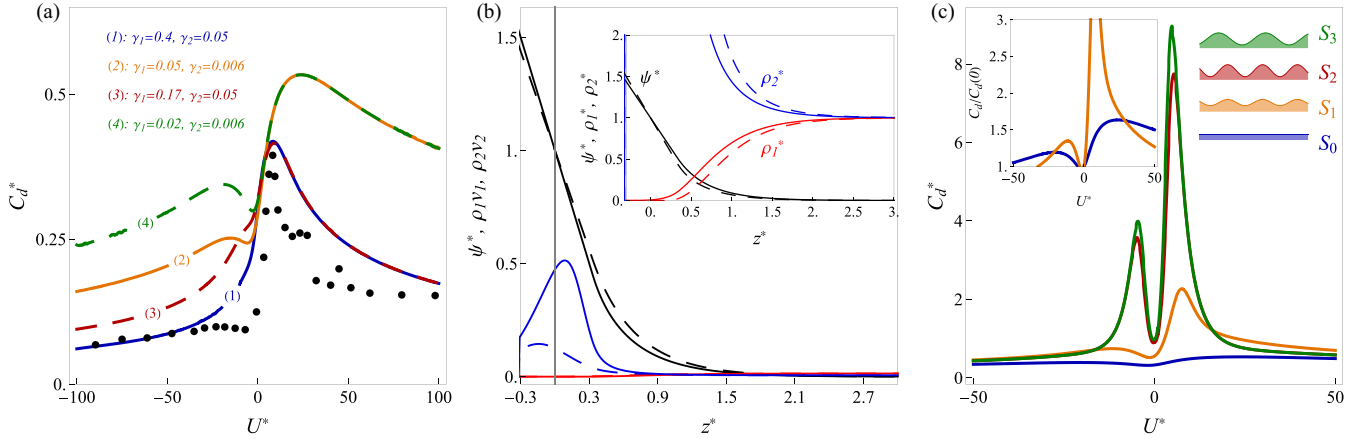 (a)
(1): γ1=0.4, γ2=0.05
(2): γ1=0.05, γ2=0.006
(3): γ1=0.17, γ2=0.05
(4): γ1=0.02, γ2=0.006
0.5
0.25
0.
Cd*
(4)
(2)
(3)
(1)
−100 −50 0 50 100
U*
(b)
1.5
1.0
0.5
0.
ψ*, ρ1v1, ρ2v2
−0.3 0.3 0.9 1.5 2.1 2.7
z*
2
1.5
1.
0.5
0.
ψ*, ρ1*, ρ2*
ψ*
ρ2*
ρ1*
0. 0.5 1. 1.5 2. 2.5 3.
z*
(c)
8
6
4
2
0
Cd*
−50 0 50
U*
3.
2.5
2.
1.5
1
Cd/Cd(0)
−50 0 50
U*
S3
S2
S1
S0